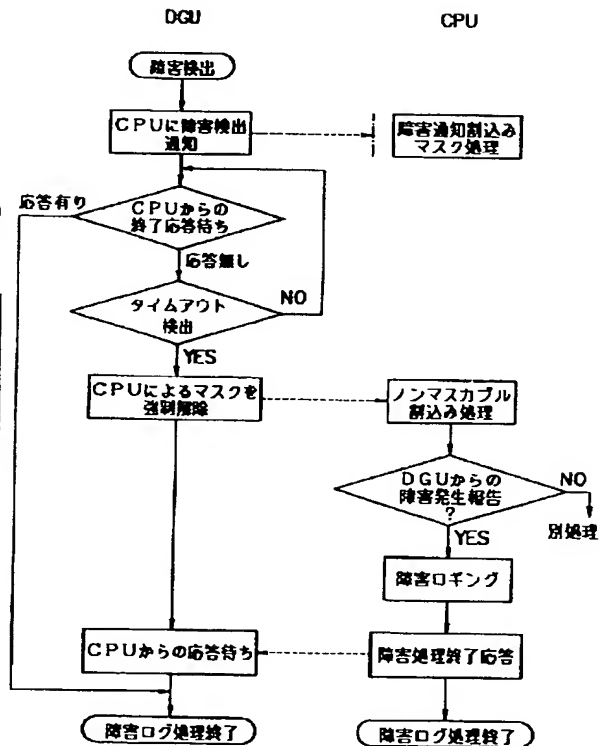 DGU
CPU
障害検出
CPUに障害検出
通知
障害通知割込み
マスク処理
応答有り
CPUからの
終了応答待ち
応答無し
タイムアウト
検出
NO
YES
CPUによるマスクを
強制解除
ノンマスカブル
割込み処理
DGUからの
障害発生報告
?
NO
YES
別処理
障害ロギング
CPUからの応答待ち
障害処理終了応答
障害ログ処理終了
障害ログ処理終了